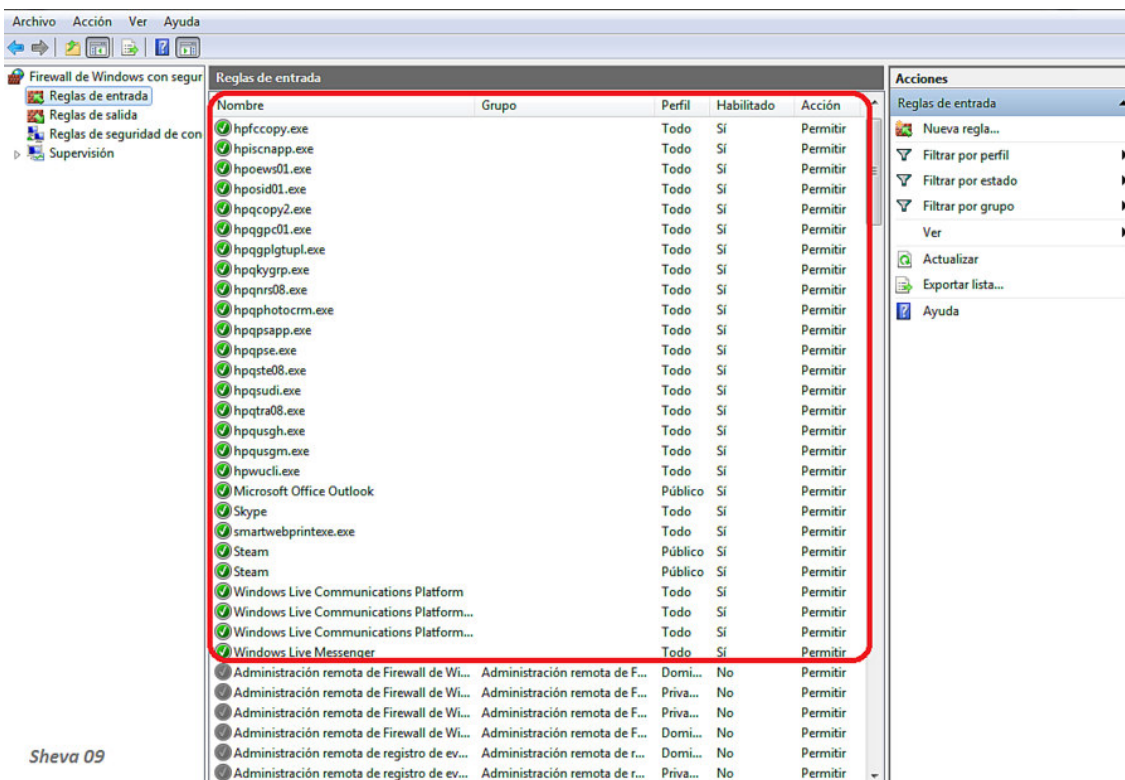 Archivo Acción Ver Ayuda
Firewall de Windows con segur
Reglas de entrada
Reglas de salida
Reglas de seguridad de con
Supervisión
Reglas de entrada
Nombre Grupo Perfil Habilitado Acción
hpfccopy.exe Todo Sí Permitir
hpiscnapp.exe Todo Sí Permitir
hpoews01.exe Todo Sí Permitir
hposid01.exe Todo Sí Permitir
hpqcopy2.exe Todo Sí Permitir
hpqgpc01.exe Todo Sí Permitir
hpqgplgtupl.exe Todo Sí Permitir
hpqkygrp.exe Todo Sí Permitir
hpqnrs08.exe Todo Sí Permitir
hpqphotocrm.exe Todo Sí Permitir
hpqpsapp.exe Todo Sí Permitir
hpqpse.exe Todo Sí Permitir
hpqste08.exe Todo Sí Permitir
hpqsudi.exe Todo Sí Permitir
hpqtra08.exe Todo Sí Permitir
hpqusgh.exe Todo Sí Permitir
hpqusgm.exe Todo Sí Permitir
hpwucli.exe Todo Sí Permitir
Microsoft Office Outlook Público Sí Permitir
Skype Todo Sí Permitir
smartwebprintexe.exe Todo Sí Permitir
Steam Público Sí Permitir
Steam Público Sí Permitir
Windows Live Communications Platform Todo Sí Permitir
Windows Live Communications Platform... Todo Sí Permitir
Windows Live Communications Platform... Todo Sí Permitir
Windows Live Messenger Todo Sí Permitir
Administración remota de Firewall de Wi... Administración remota de F... Domi... No Permitir
Administración remota de Firewall de Wi... Administración remota de F... Priva... No Permitir
Administración remota de Firewall de Wi... Administración remota de F... Priva... No Permitir
Administración remota de Firewall de Wi... Administración remota de F... Domi... No Permitir
Administración remota de registro de ev... Administración remota de r... Domi... No Permitir
Administración remota de registro de ev... Administración remota de r... Priva... No Permitir
Acciones
Reglas de entrada
Nueva regla...
Filtrar por perfil
Filtrar por estado
Filtrar por grupo
Ver
Actualizar
Exportar lista...
Ayuda
Sheva 09